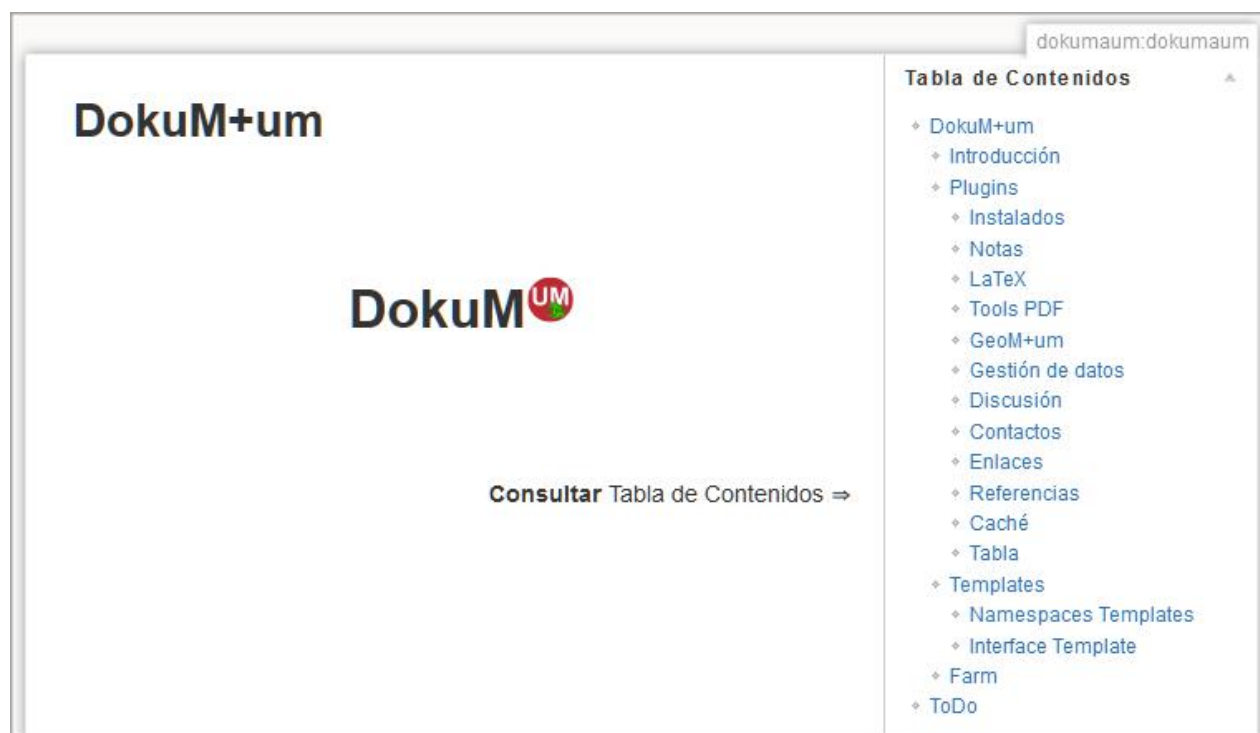 dokumaum:dokumaum
DokuM+um
DokuM UM
Consultar Tabla de Contenidos ⇒
Tabla de Contenidos
DokuM+um
Introducción
Plugins
Instalados
Notas
LaTeX
Tools PDF
GeoM+um
Gestión de datos
Discusión
Contactos
Enlaces
Referencias
Caché
Tabla
Templates
Namespaces Templates
Interface Template
Farm
ToDo